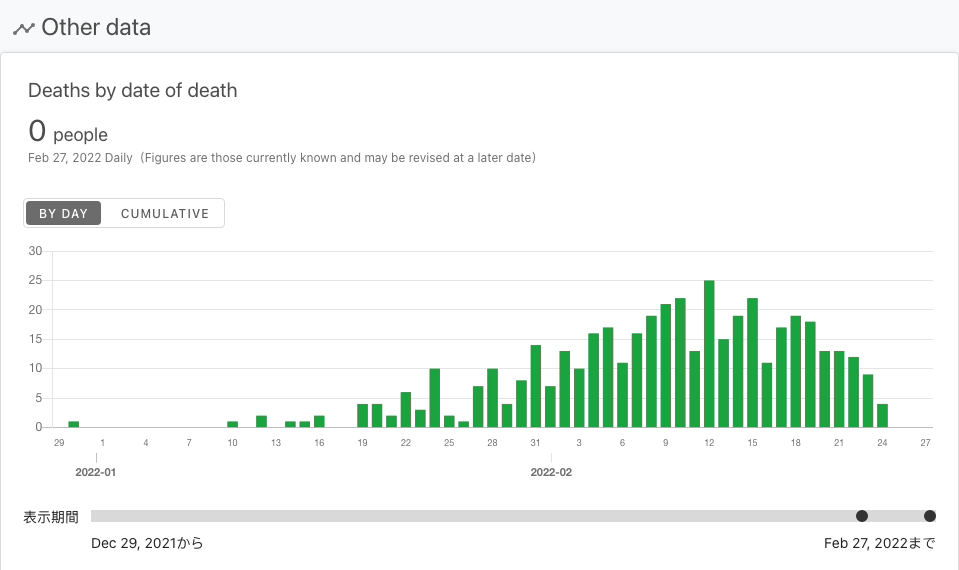 Other data
Deaths by date of death
0 people
Feb 27, 2022 Daily (Figures are those currently known and may be revised at a later date)
BY DAY CUMULATIVE
30
25
20
15
10
5
0
29 1 4 7 10 13 16 19 22 25 28 31 3 6 9 12 15 18 21 24 27
2022-01 2022-02
表示期間
Dec 29, 2021から Feb 27, 2022まで